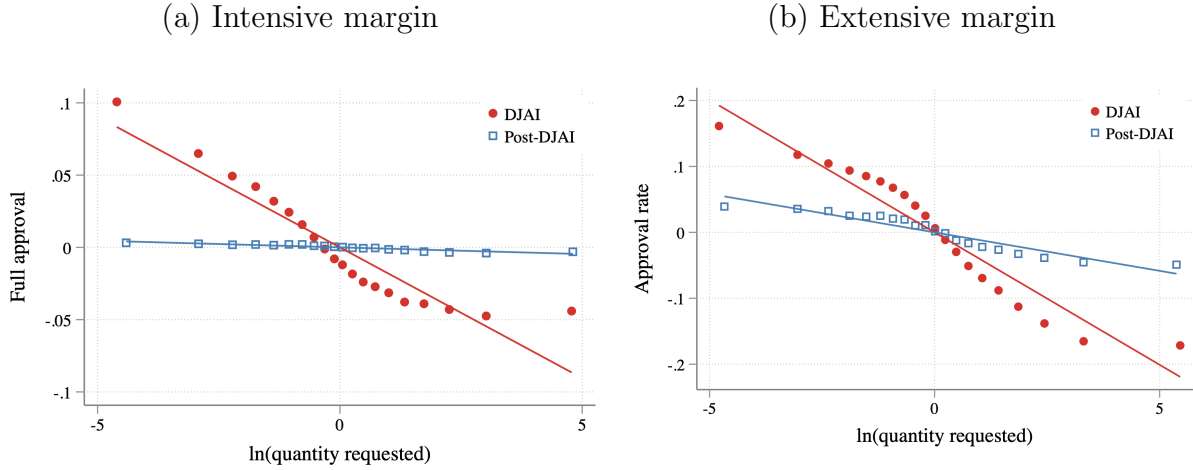 (a) Intensive margin
.1
.05
0
-.05
-.1
Full approval
-5
0
5
ln(quantity requested)
DJAI
Post-DJAI
(b) Extensive margin
.2
.1
0
-.1
-.2
Approval rate
-5
0
5
ln(quantity requested)
DJAI
Post-DJAI